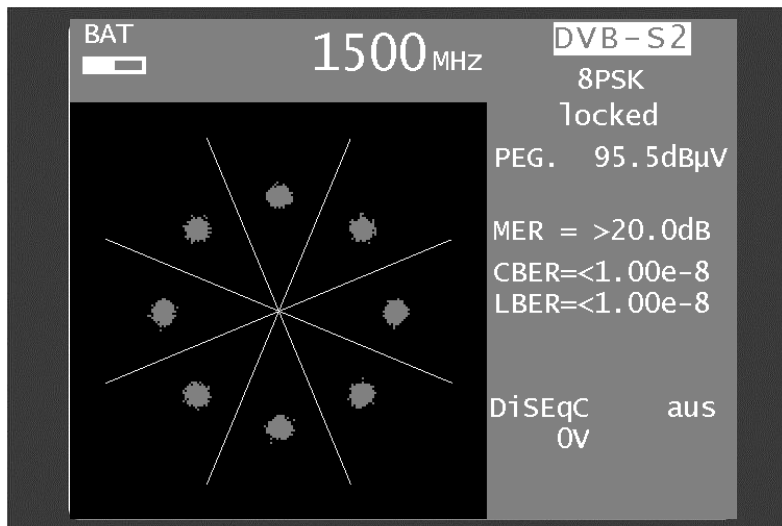 BAT
1500 MHz
DVB-S2
8PSK
locked
PEG. 95.5dBµV
MER = >20.0dB
CBER=<1.00e-8
LBER=<1.00e-8
DiSEqC aus
0V